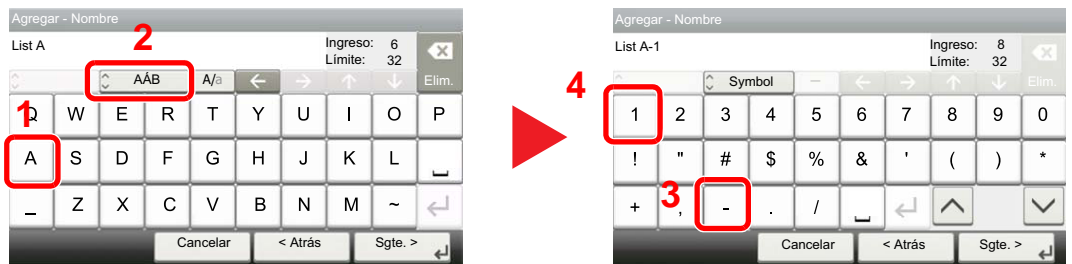 Agregar - Nombre
2
List A
Ingreso: 6
Límite: 32
AÁB
A/a
Elim.
1
Q W E R T Y U I O P
A S D F G H J K L
_ Z X C V B N M ~
Cancelar
< Atrás
Sgte. >
Agregar - Nombre
List A-1
Ingreso: 8
Límite: 32
4
Symbol
Elim.
1 2 3 4 5 6 7 8 9 0
! " # $ % & ' ( ) *
3
+ , - . /
Cancelar
< Atrás
Sgte. >